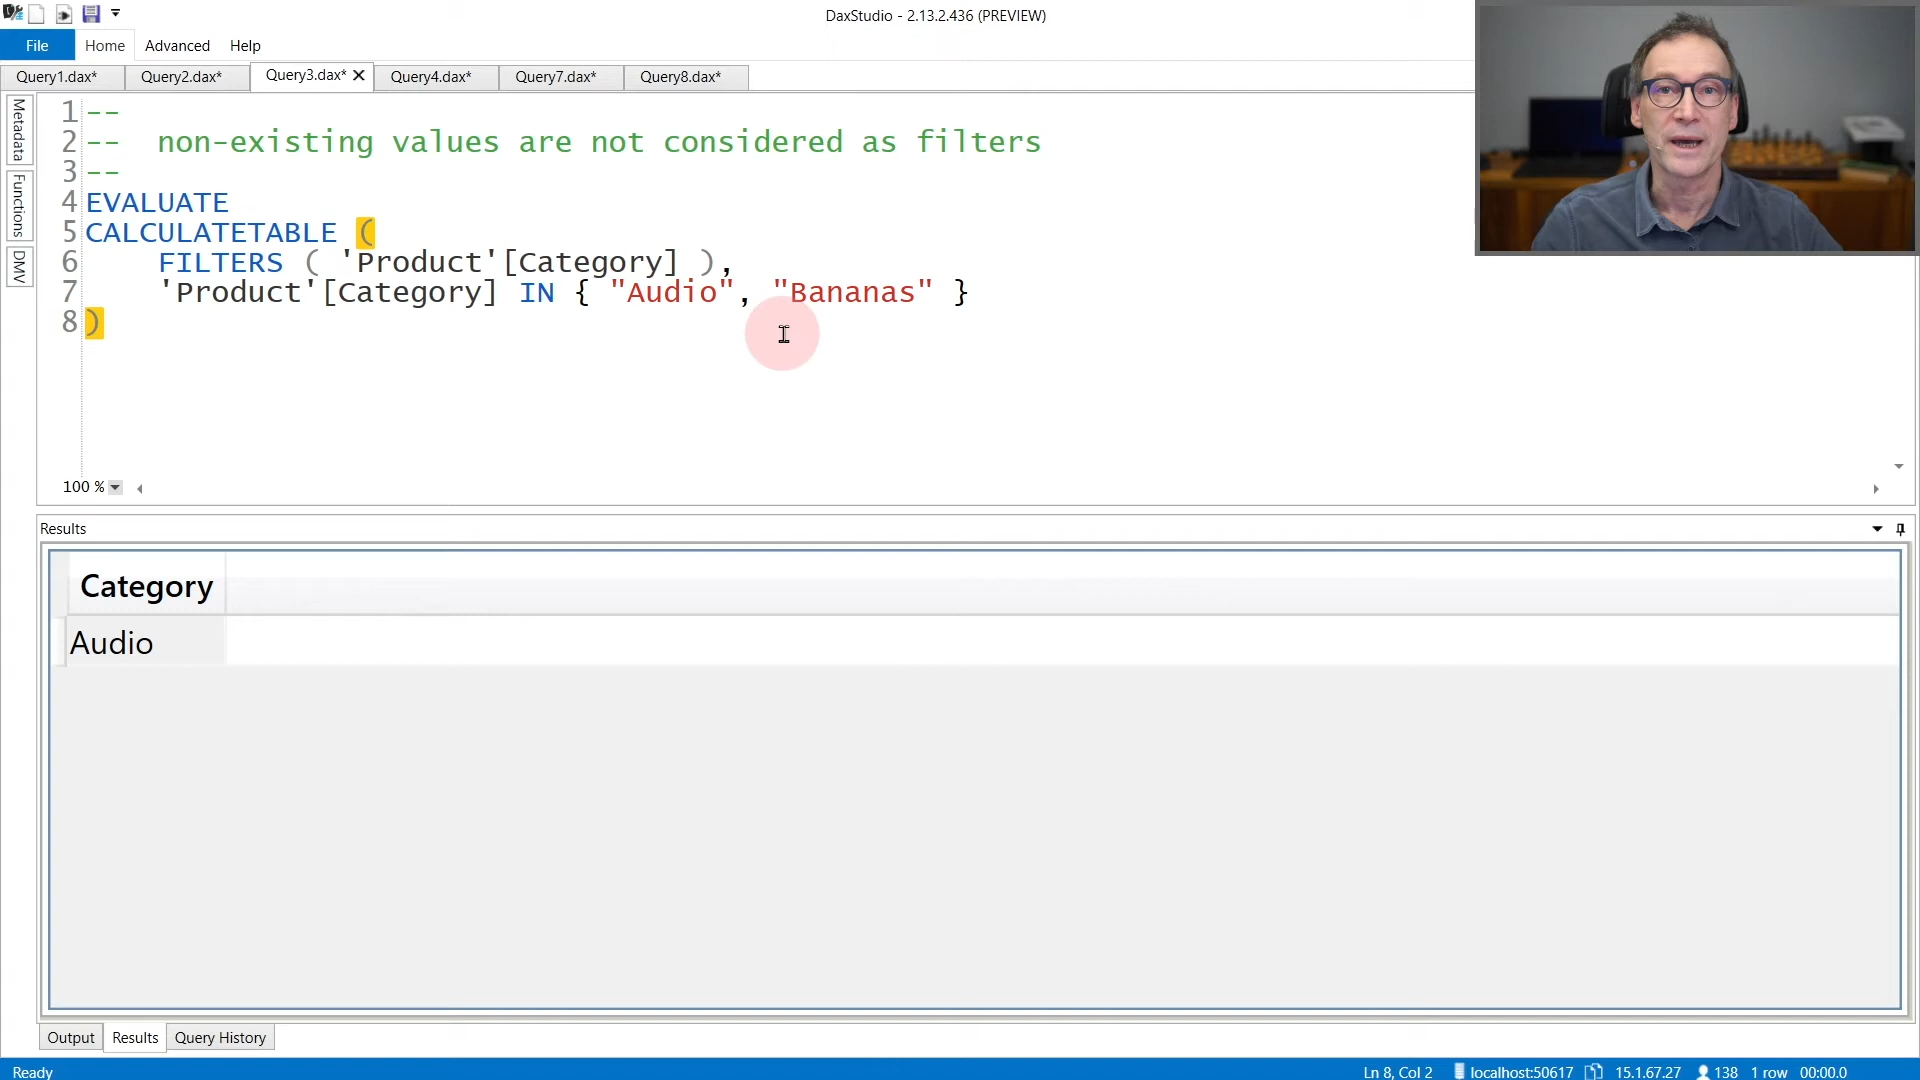 DaxStudio - 2.13.2.436 (PREVIEW)
File Home Advanced Help
Query1.dax* Query2.dax* Query3.dax* Query4.dax* Query7.dax* Query8.dax*
Metadata
Functions
DMV
1 --
2 --  non-existing values are not considered as filters
3 --
4 EVALUATE
5 CALCULATETABLE (
6     FILTERS ( 'Product'[Category] ),
7     'Product'[Category] IN { "Audio", "Bananas" }
8 )
100 %
Results
Category
Audio
Output Results Query History
Ready Ln 8, Col 2 localhost:50617 15.1.67.27 138 1 row 00:00.0